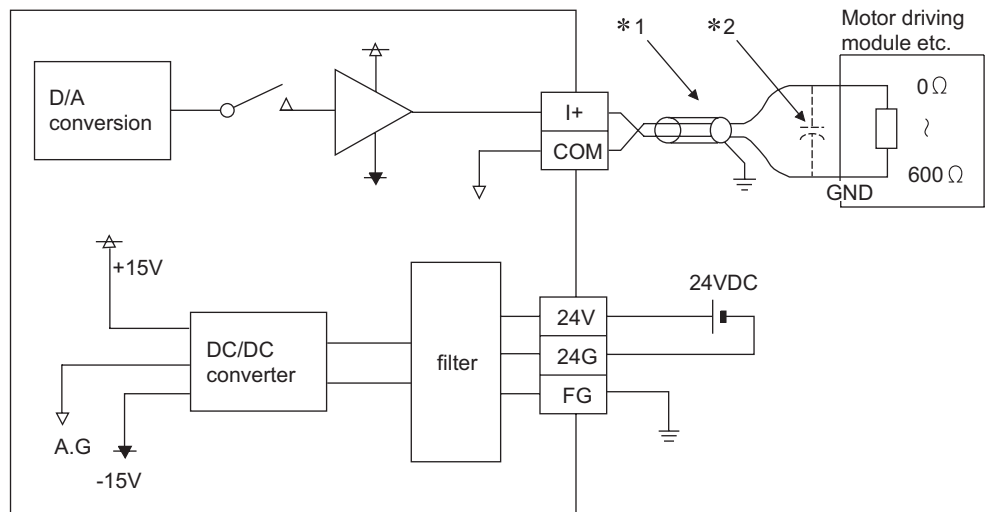 Motor driving
module etc.
*1
*2
D/A
conversion
I+
COM
0Ω
~
600Ω
GND
+15V
24VDC
24V
DC/DC
converter
filter
24G
FG
A.G
-15V